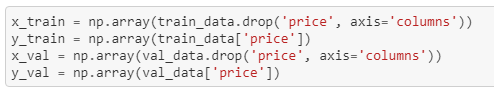 x_train = np.array(train_data.drop('price', axis='columns'))
y_train = np.array(train_data['price'])
x_val = np.array(val_data.drop('price', axis='columns'))
y_val = np.array(val_data['price'])